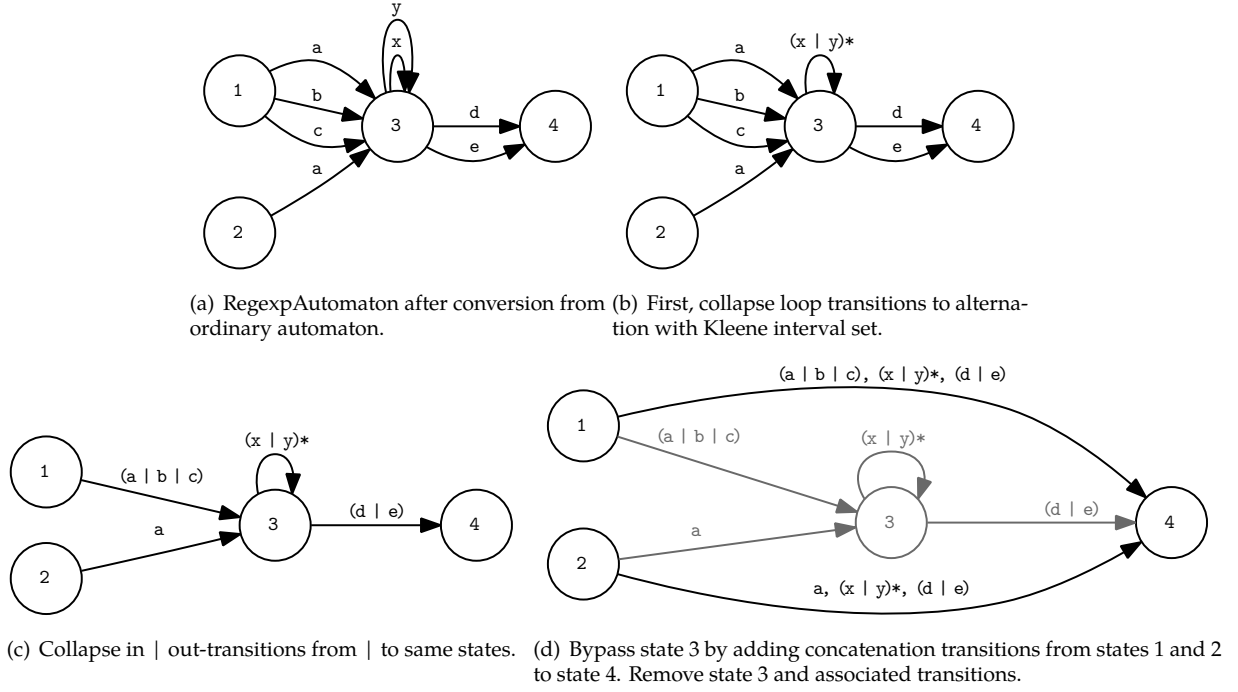 y
x
a
b
c
a
1
2
3
d
e
4
(x | y)*
a
b
c
a
1
2
3
d
e
4
(a) RegexpAutomaton after conversion from
ordinary automaton.
(b) First, collapse loop transitions to alterna-
tion with Kleene interval set.
(x | y)*
1
(a | b | c)
a
2
3
(d | e)
4
(c) Collapse in | out-transitions from | to same states.
(a | b | c), (x | y)*, (d | e)
1
(a | b | c)
(x | y)*
3
(d | e)
4
a
2
a, (x | y)*, (d | e)
(d) Bypass state 3 by adding concatenation transitions from states 1 and 2
to state 4. Remove state 3 and associated transitions.